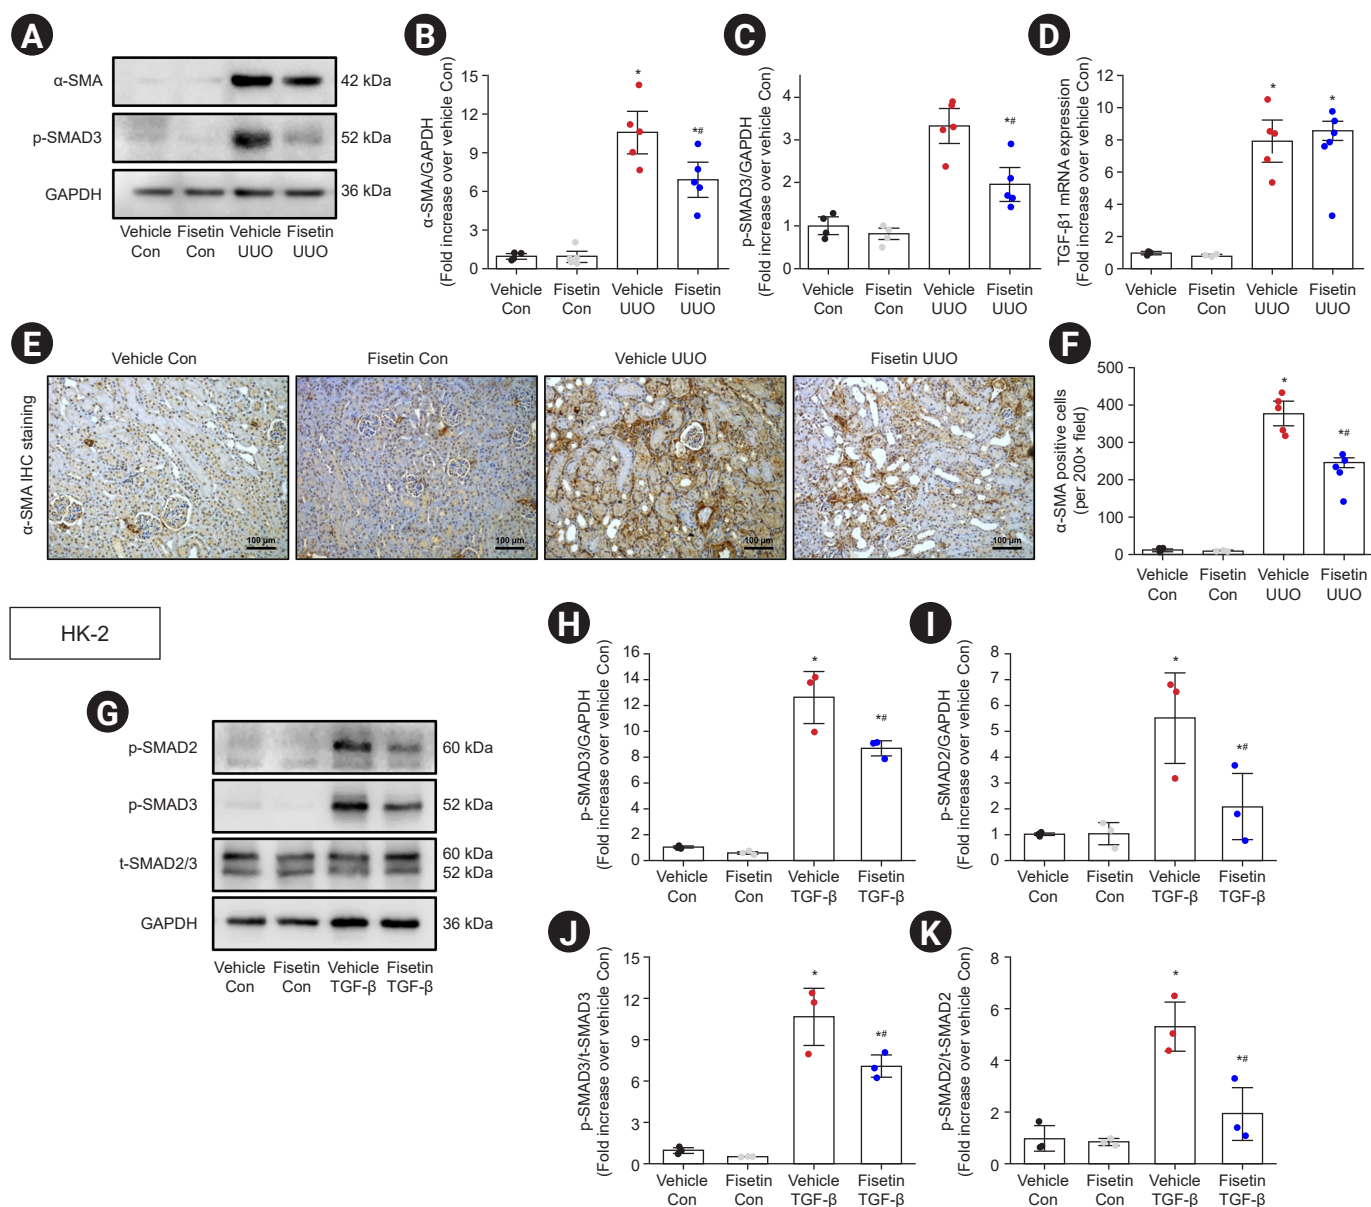 A
α-SMA
42 kDa
p-SMAD3
52 kDa
GAPDH
36 kDa
Vehicle Con
Fisetin Con
Vehicle UUO
Fisetin UUO
B
α-SMA/GAPDH
(Fold increase over vehicle Con)
15
12
9
6
3
0
*
*#
Vehicle Con
Fisetin Con
Vehicle UUO
Fisetin UUO
C
p-SMAD3/GAPDH
(Fold increase over vehicle Con)
4
3
2
1
0
*#
Vehicle Con
Fisetin Con
Vehicle UUO
Fisetin UUO
D
TGF-β1 mRNA expression
(Fold increase over vehicle Con)
12
10
8
6
4
2
0
*
*
Vehicle Con
Fisetin Con
Vehicle UUO
Fisetin UUO
E
α-SMA IHC staining
Vehicle Con
Fisetin Con
Vehicle UUO
Fisetin UUO
100 μm
100 μm
100 μm
100 μm
F
α-SMA positive cells
(per 200× field)
500
400
300
200
100
0
*
*#
Vehicle Con
Fisetin Con
Vehicle UUO
Fisetin UUO
HK-2
G
p-SMAD2
60 kDa
p-SMAD3
52 kDa
t-SMAD2/3
60 kDa
52 kDa
GAPDH
36 kDa
Vehicle Con
Fisetin Con
Vehicle TGF-β
Fisetin TGF-β
H
p-SMAD3/GAPDH
(Fold increase over vehicle Con)
16
14
12
10
8
6
4
2
0
*
*#
Vehicle Con
Fisetin Con
Vehicle TGF-β
Fisetin TGF-β
I
p-SMAD2/GAPDH
(Fold increase over vehicle Con)
8
7
6
5
4
3
2
1
0
*
*#
Vehicle Con
Fisetin Con
Vehicle TGF-β
Fisetin TGF-β
J
p-SMAD3/t-SMAD3
(Fold increase over vehicle Con)
15
12
9
6
3
0
*
*#
Vehicle Con
Fisetin Con
Vehicle TGF-β
Fisetin TGF-β
K
p-SMAD2/t-SMAD2
(Fold increase over vehicle Con)
8
6
4
2
0
*
*#
Vehicle Con
Fisetin Con
Vehicle TGF-β
Fisetin TGF-β